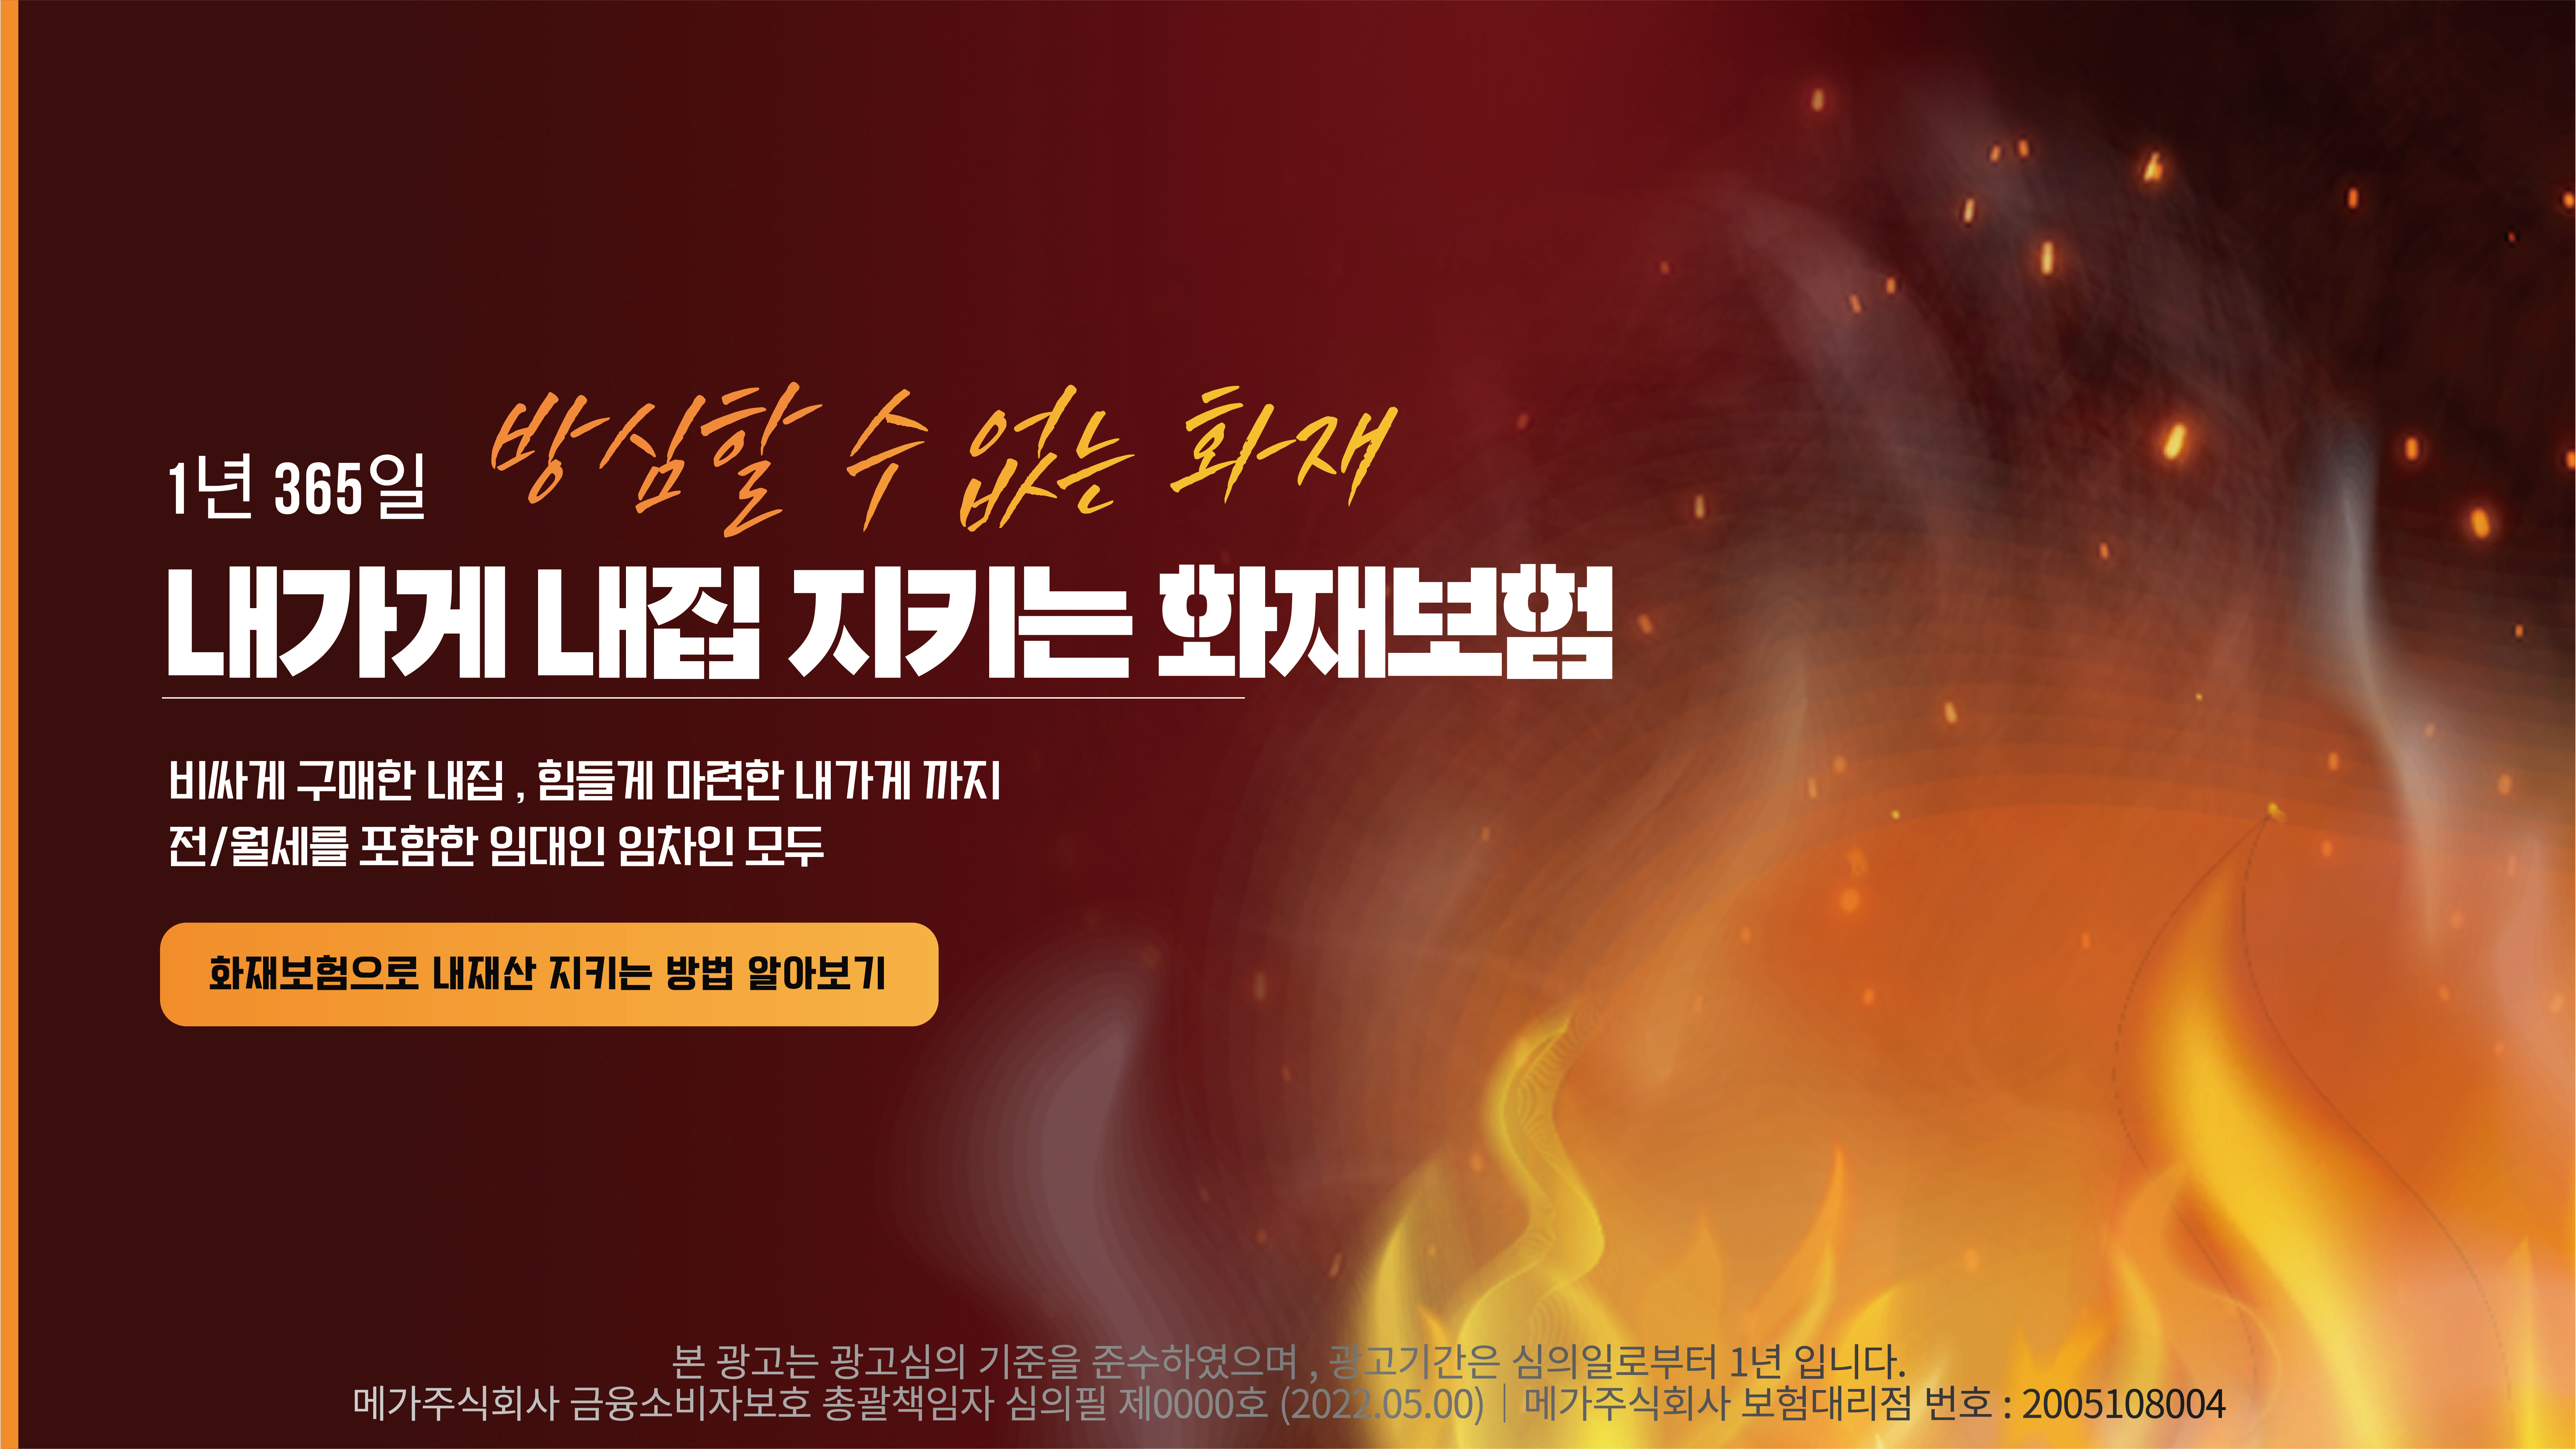 1년 365일 방심할 수 없는 화재
내가게 내집 지키는 화재보험
비싸게 구매한 내집 , 힘들게 마련한 내가게 까지
전/월세를 포함한 임대인 임차인 모두
화재보험으로 내재산 지키는 방법 알아보기
본 광고는 광고심의 기준을 준수하였으며 , 광고기간은 심의일로부터 1년 입니다.
메가주식회사 금융소비자보호 총괄책임자 심의필 제0000호 (2022.05.00) | 메가주식회사 보험대리점 번호 : 2005108004